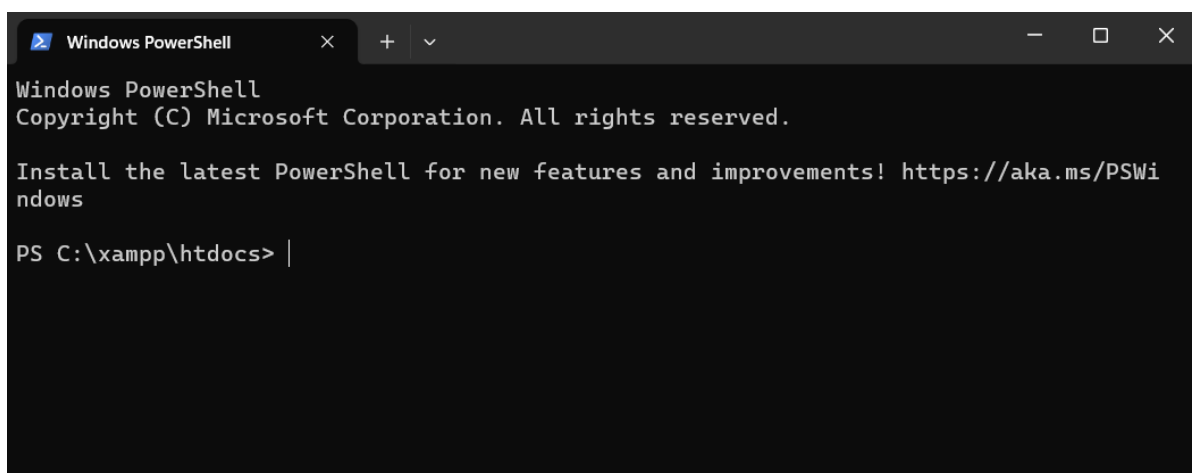 Windows PowerShell
Windows PowerShell
Copyright (C) Microsoft Corporation. All rights reserved.
Install the latest PowerShell for new features and improvements! https://aka.ms/PSWi
ndows
PS C:\xampp\htdocs>